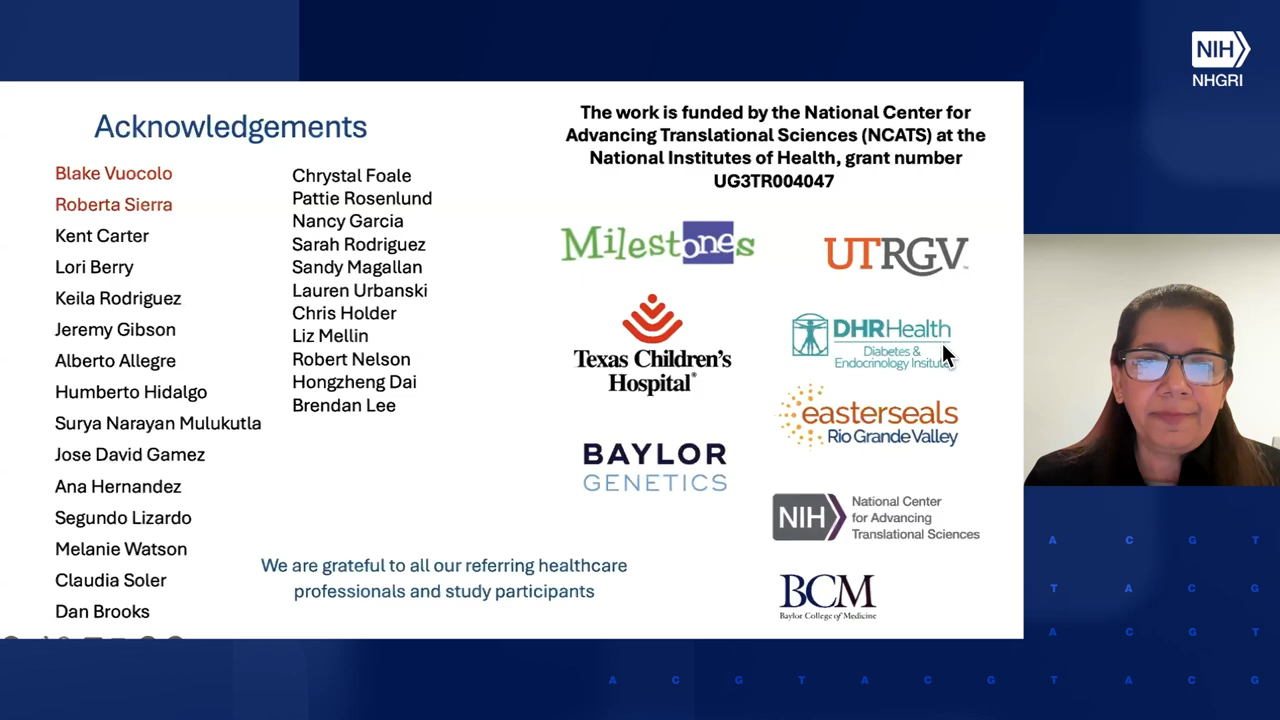 NIH
NHGRI
Acknowledgements
Blake Vuocolo
Roberta Sierra
Kent Carter
Lori Berry
Keila Rodriguez
Jeremy Gibson
Alberto Allegre
Humberto Hidalgo
Surya Narayan Mulukutla
Jose David Gamez
Ana Hernandez
Segundo Lizardo
Melanie Watson
Claudia Soler
Dan Brooks
Chrystal Foale
Pattie Rosenlund
Nancy Garcia
Sarah Rodriguez
Sandy Magallan
Lauren Urbanski
Chris Holder
Liz Mellin
Robert Nelson
Hongzheng Dai
Brendan Lee
We are grateful to all our referring healthcare
professionals and study participants
The work is funded by the National Center for
Advancing Translational Sciences (NCATS) at the
National Institutes of Health, grant number
UG3TR004047
Milestones
UTRGV
Texas Children's
Hospital®
DHR Health
Diabetes &
Endocrinology Institute
easterseals
Rio Grande Valley
BAYLOR
GENETICS
NIH
National Center
for Advancing
Translational Sciences
BCM
Baylor College of Medicine
A C G T
T A C G
A C G T
A C G T A C G T A C G